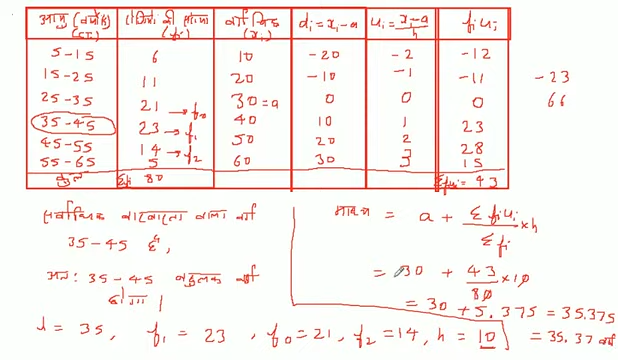 आयु (वर्षों में) (C.I.) रोगियों की संख्या (fi) वर्ग चिह्न (xi) di = xi - a ui = xi - a / h fi ui
5 - 15 6 10 -20 -2 -12
15 - 25 11 20 -10 -1 -11 -23
25 - 35 21 → f0 30 = a 0 0 0 66
35 - 45 23 → f1 40 10 1 23
45 - 55 14 → f2 50 20 2 28
55 - 65 5 60 30 3 15
कुल Σfi 80 Σfiui = 43
सर्वाधिक बारंबारता वाला वर्ग
35 - 45 है,
अतः 35 - 45 बहुलक वर्ग
होगा |
माध्य = a + Σfiui / Σfi × h
= 30 + 43 / 80 × 10
= 30 + 5.375 = 35.375
l = 35, f1 = 23, f0 = 21, f2 = 14, h = 10 = 35.37 वर्ष